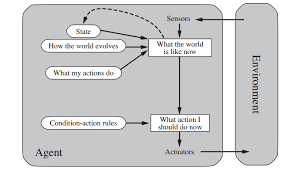 Sensors
State
How the world evolves
What the world
is like now
What my actions do
Condition-action rules
What action I
should do now
Agent
Actuators
Environment